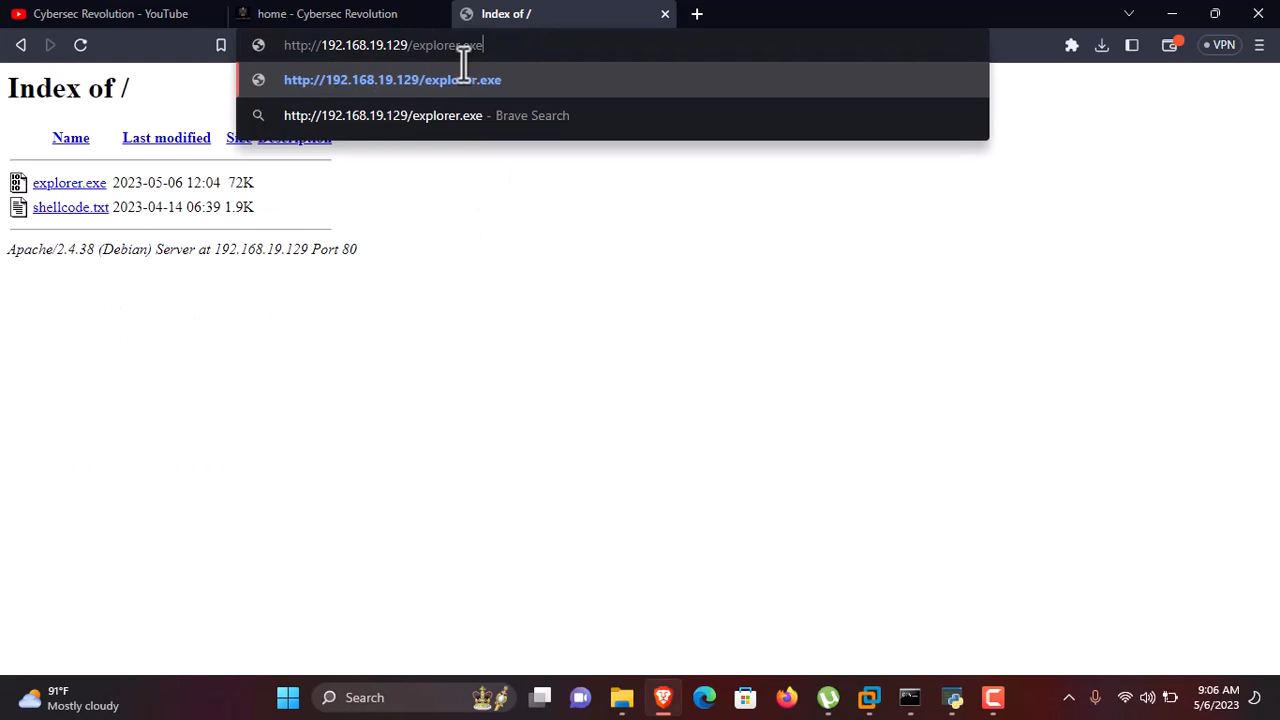 Cybersec Revolution - YouTube
home - Cybersec Revolution
Index of /
http://192.168.19.129/explorer.exe
VPN
http://192.168.19.129/explorer.exe
http://192.168.19.129/explorer.exe - Brave Search
Index of /
Name Last modified Size Description
explorer.exe 2023-05-06 12:04 72K
shellcode.txt 2023-04-14 06:39 1.9K
Apache/2.4.38 (Debian) Server at 192.168.19.129 Port 80
91°F
Mostly cloudy
Search
9:06 AM
5/6/2023